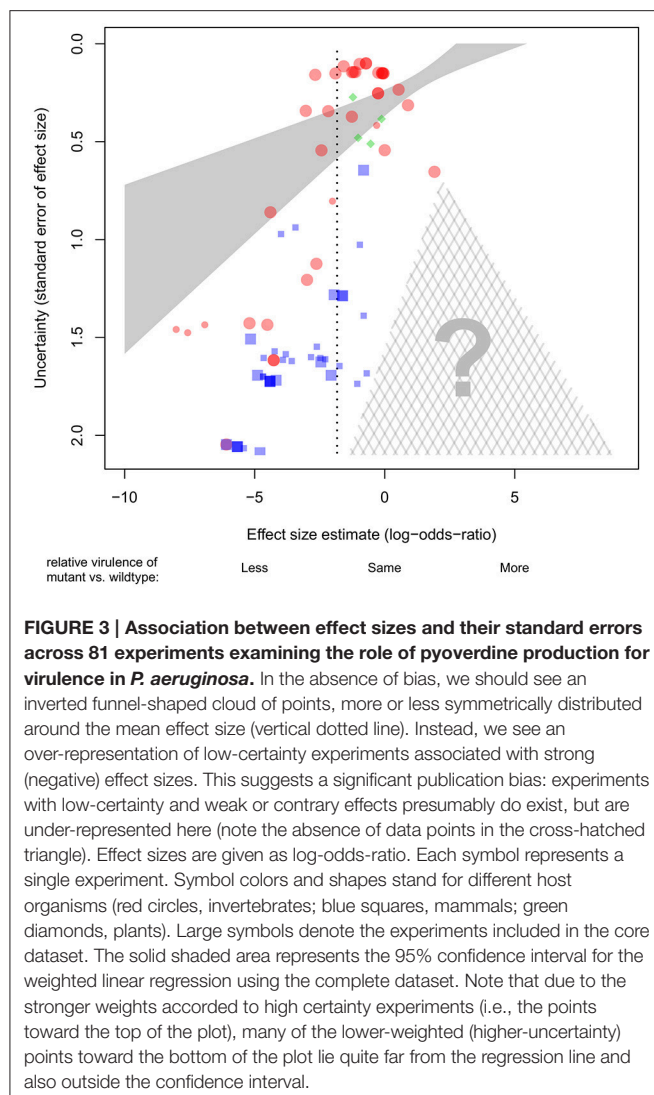 0.0
0.5
1.0
1.5
2.0
Uncertainty (standard error of effect size)
?
−10
−5
0
5
Effect size estimate (log−odds−ratio)
relative virulence of
mutant vs. wildtype:
Less
Same
More
FIGURE 3 | Association between effect sizes and their standard errors
across 81 experiments examining the role of pyoverdine production for
virulence in P. aeruginosa. In the absence of bias, we should see an
inverted funnel-shaped cloud of points, more or less symmetrically distributed
around the mean effect size (vertical dotted line). Instead, we see an
over-representation of low-certainty experiments associated with strong
(negative) effect sizes. This suggests a significant publication bias: experiments
with low-certainty and weak or contrary effects presumably do exist, but are
under-represented here (note the absence of data points in the cross-hatched
triangle). Effect sizes are given as log-odds-ratio. Each symbol represents a
single experiment. Symbol colors and shapes stand for different host
organisms (red circles, invertebrates; blue squares, mammals; green
diamonds, plants). Large symbols denote the experiments included in the core
dataset. The solid shaded area represents the 95% confidence interval for the
weighted linear regression using the complete dataset. Note that due to the
stronger weights accorded to high certainty experiments (i.e., the points
toward the top of the plot), many of the lower-weighted (higher-uncertainty)
points toward the bottom of the plot lie quite far from the regression line and
also outside the confidence interval.